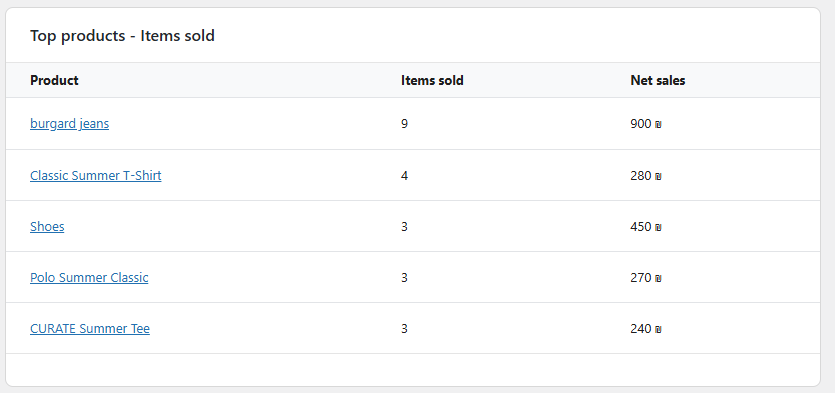 Top products - Items sold
Product Items sold Net sales
burgard jeans 9 900 ₪
Classic Summer T-Shirt 4 280 ₪
Shoes 3 450 ₪
Polo Summer Classic 3 270 ₪
CURATE Summer Tee 3 240 ₪